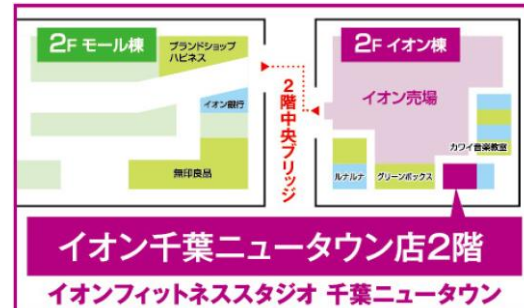 2F モール棟
ブランドショップ
ハピネス
イオン銀行
無印良品
2階中央ブリッジ
2F イオン棟
イオン売場
カワイ音楽教室
ルナルナ
グリーンボックス
イオン千葉ニュータウン店2階
イオンフィットネススタジオ 千葉ニュータウン